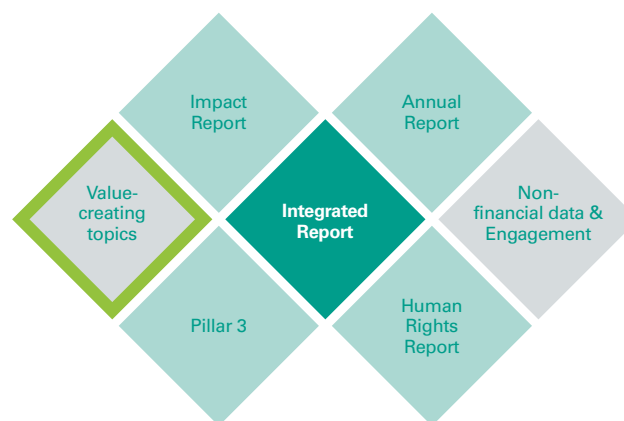 Impact
Report
Annual
Report
Value-
creating
topics
Integrated
Report
Non-
financial data &
Engagement
Pillar 3
Human
Rights
Report